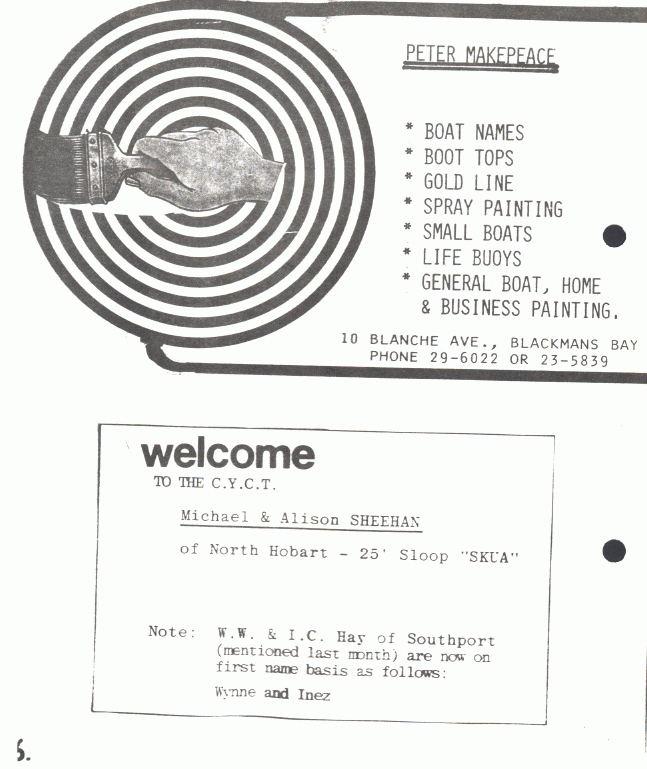 PETER MAKEPEACE
* BOAT NAMES
* BOOT TOPS
* GOLD LINE
* SPRAY PAINTING
* SMALL BOATS
* LIFE BUOYS
* GENERAL BOAT, HOME
& BUSINESS PAINTING.
10 BLANCHE AVE., BLACKMANS BAY
PHONE 29-6022 OR 23-5839
welcome
TO THE C.Y.C.T.
Michael & Alison SHEEHAN
of North Hobart - 25' Sloop "SKUA"
Note: W.W. & I.C. Hay of Southport
(mentioned last month) are now on
first name basis as follows:
Wynne and Inez
5.